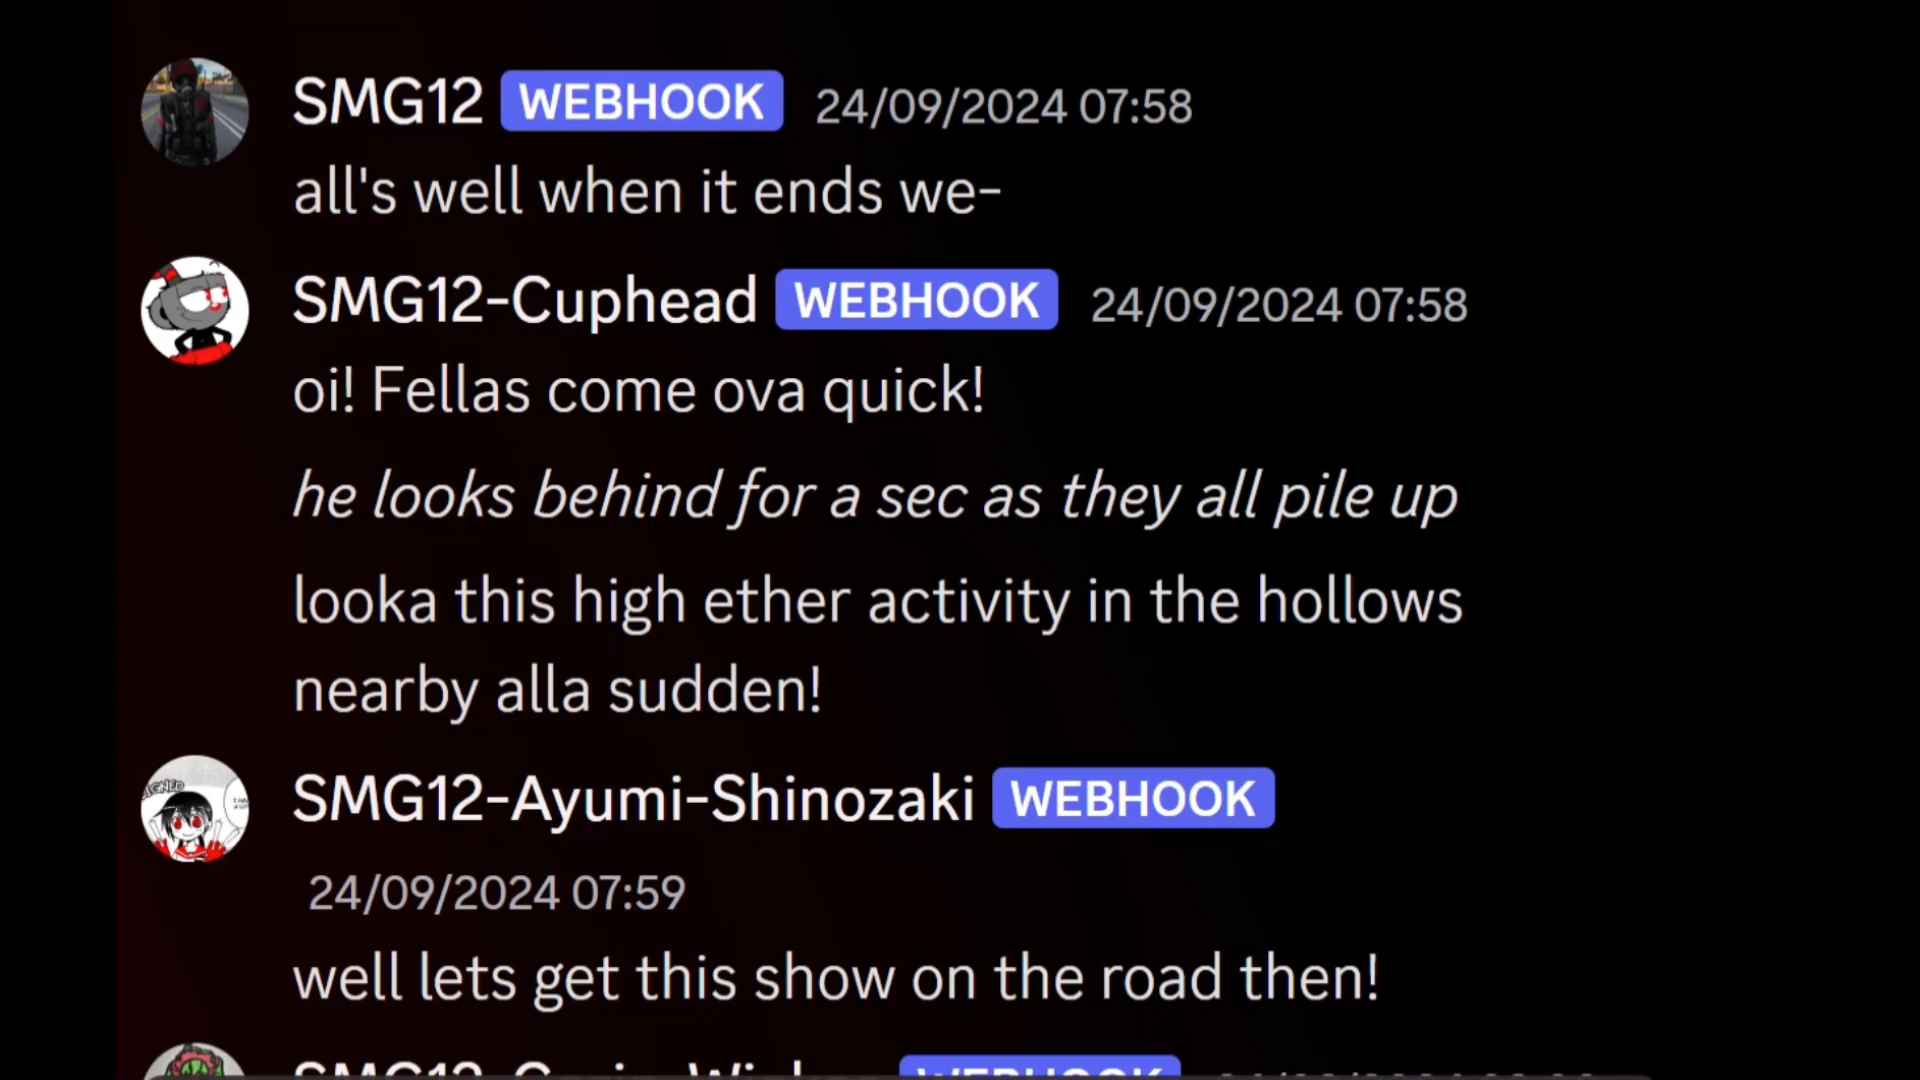 SMG12 WEBHOOK 24/09/2024 07:58
all's well when it ends we-
SMG12-Cuphead WEBHOOK 24/09/2024 07:58
oi! Fellas come ova quick!
he looks behind for a sec as they all pile up
looka this high ether activity in the hollows
nearby alla sudden!
SMG12-Ayumi-Shinozaki WEBHOOK
24/09/2024 07:59
well lets get this show on the road then!
WEBHOOK